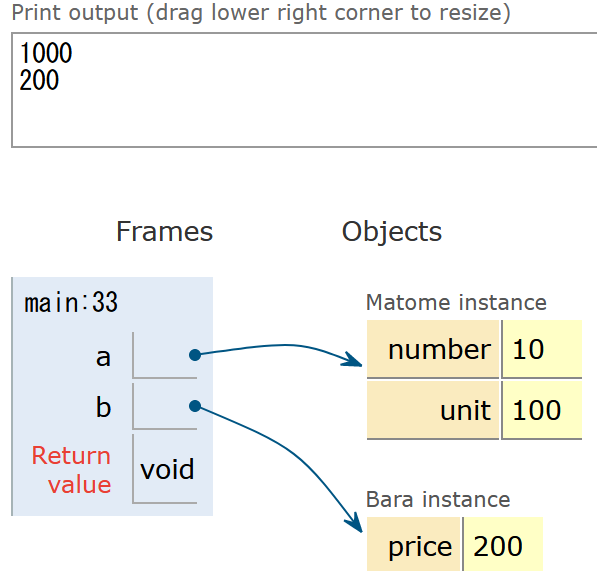 Print output (drag lower right corner to resize)
1000
200
Frames
Objects
main:33
a
b
Return
value
void
Matome instance
number 10
unit 100
Bara instance
price 200